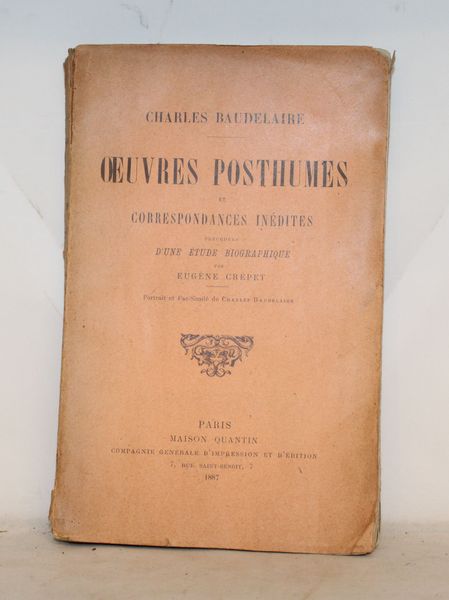 CHARLES BAUDELAIRE
ŒUVRES POSTHUMES
ET
CORRESPONDANCES INÉDITES
PRÉCÉDÉES
D'UNE ÉTUDE BIOGRAPHIQUE
PAR
EUGÈNE CRÉPET
Portrait et Fac-Similé de CHARLES BAUDELAIRE
PARIS
MAISON QUANTIN
COMPAGNIE GÉNÉRALE D'IMPRESSION ET D'ÉDITION
7, RUE SAINT-BENOIT, 7
1887